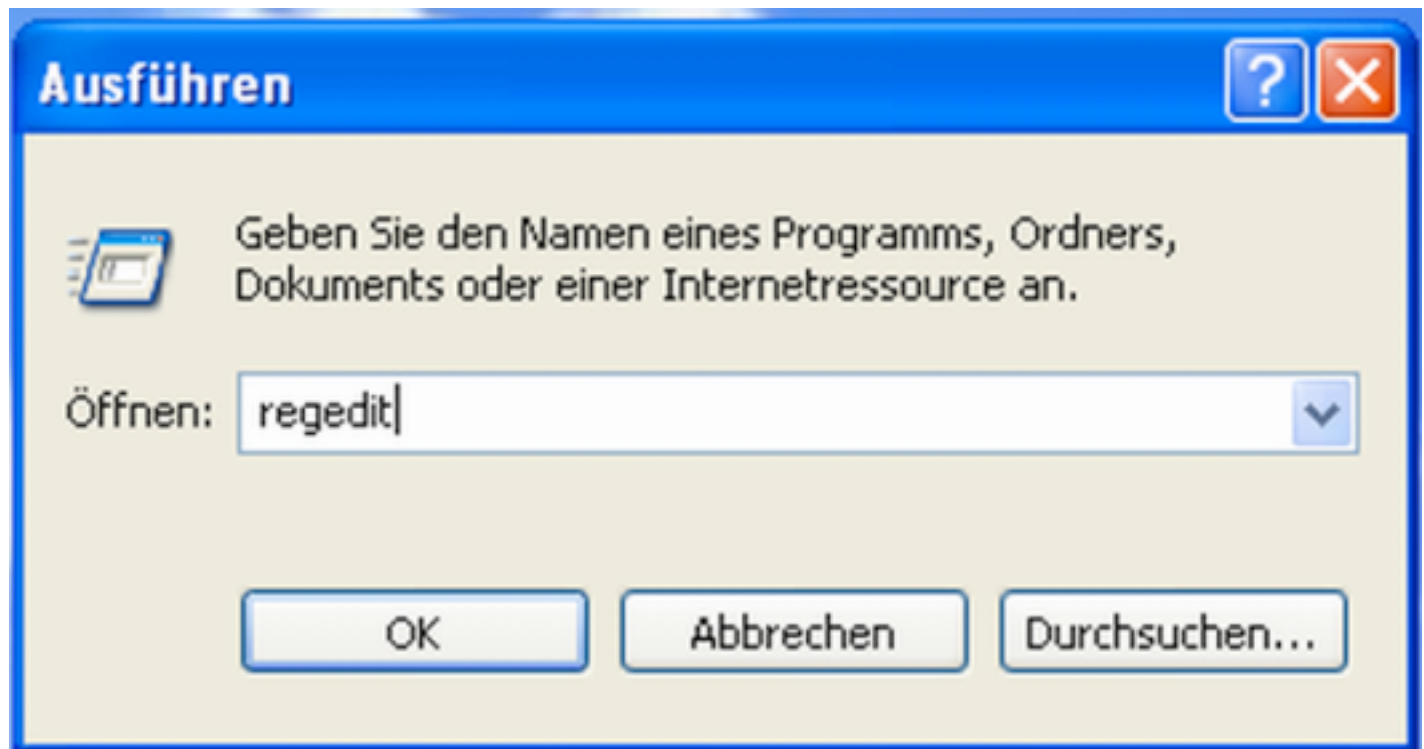 Ausführen
Geben Sie den Namen eines Programms, Ordners,
Dokuments oder einer Internetressource an.
Öffnen: regedit
OK Abbrechen Durchsuchen...